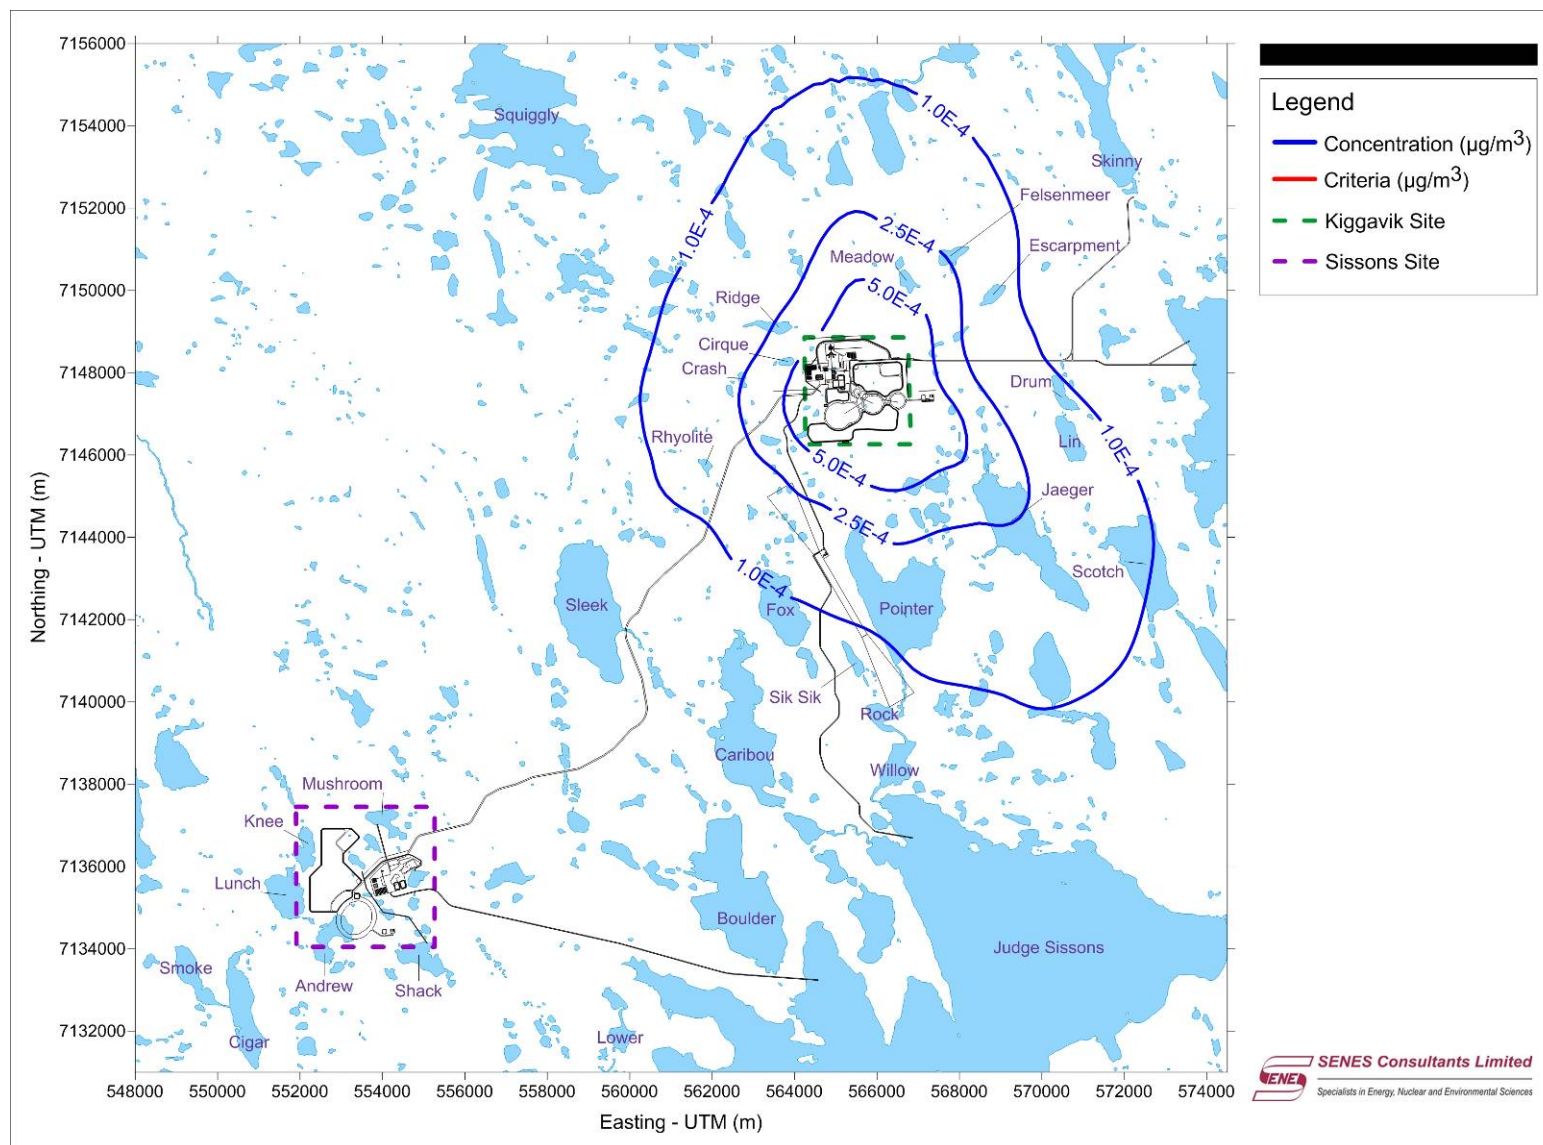 7156000
7154000
7152000
7150000
7148000
7146000
7144000
7142000
7140000
7138000
7136000
7134000
7132000
Northing - UTM (m)
548000 550000 552000 554000 556000 558000 560000 562000 564000 566000 568000 570000 572000 574000
Easting - UTM (m)
Squiggly
Skinny
Felsenmeer
Escarpment
Meadow
Ridge
Cirque
Crash
Drum
Lin
Rhyolite
Jaeger
Scotch
Sleek
Fox
Pointer
Sik Sik
Rock
Caribou
Willow
Mushroom
Knee
Lunch
Boulder
Judge Sissons
Smoke
Andrew
Shack
Cigar
Lower
1.0E-4
1.0E-4
2.5E-4
5.0E-4
1.0E-4
5.0E-4
2.5E-4
1.0E-4
Legend
Concentration (µg/m³)
Criteria (µg/m³)
Kiggavik Site
Sissons Site
SENES
SENES Consultants Limited
Specialists in Energy, Nuclear and Environmental Sciences